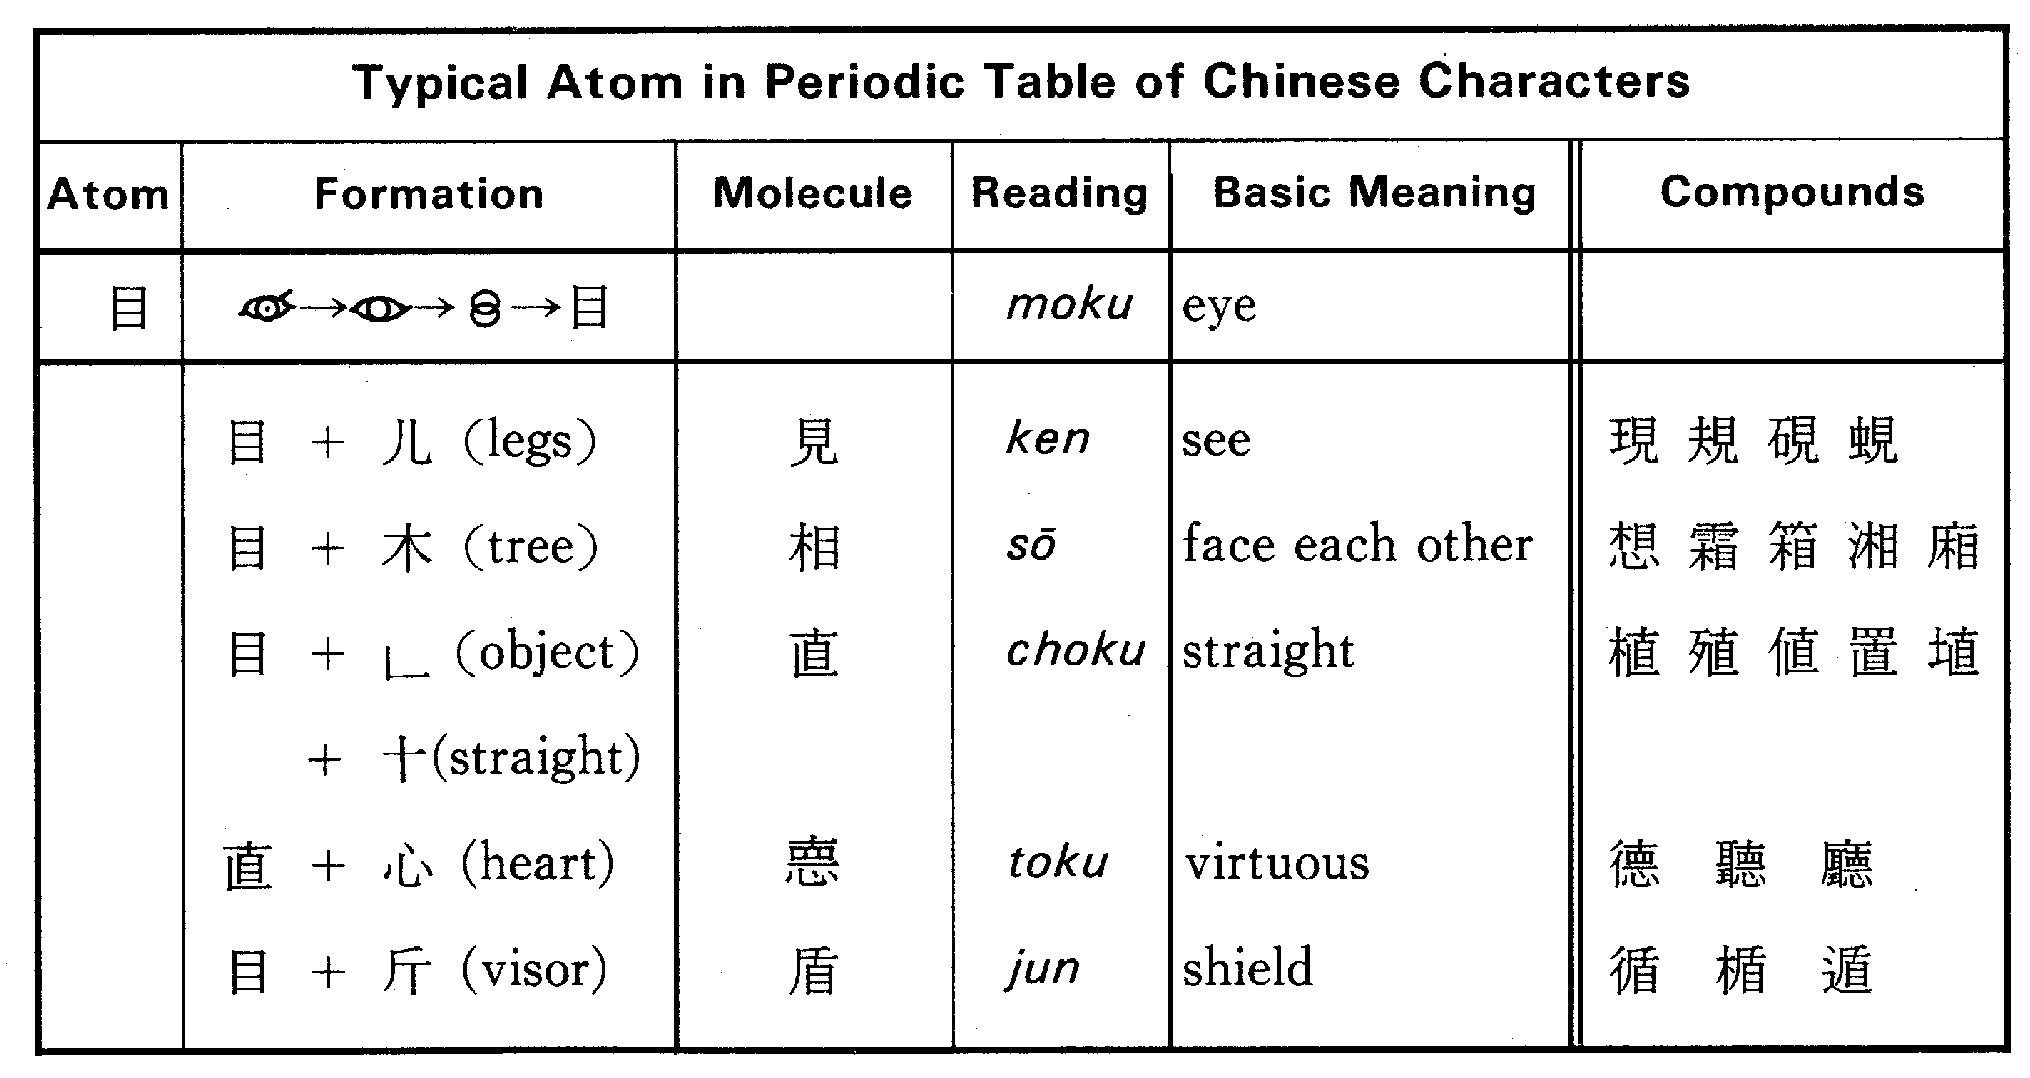 Typical Atom in Periodic Table of Chinese Characters
Atom Formation Molecule Reading Basic Meaning Compounds
目 →→→目 moku eye
目 + 儿 (legs) 見 ken see 現 規 硯 蜆
目 + 木 (tree) 相 sō face each other 想 霜 箱 湘 廂
目 + 𠃊 (object) 直 choku straight 植 殖 値 置 埴
+ 十(straight)
直 + 心 (heart) 悳 toku virtuous 德 聽 廳
目 + 斤 (visor) 盾 jun shield 循 楯 遁